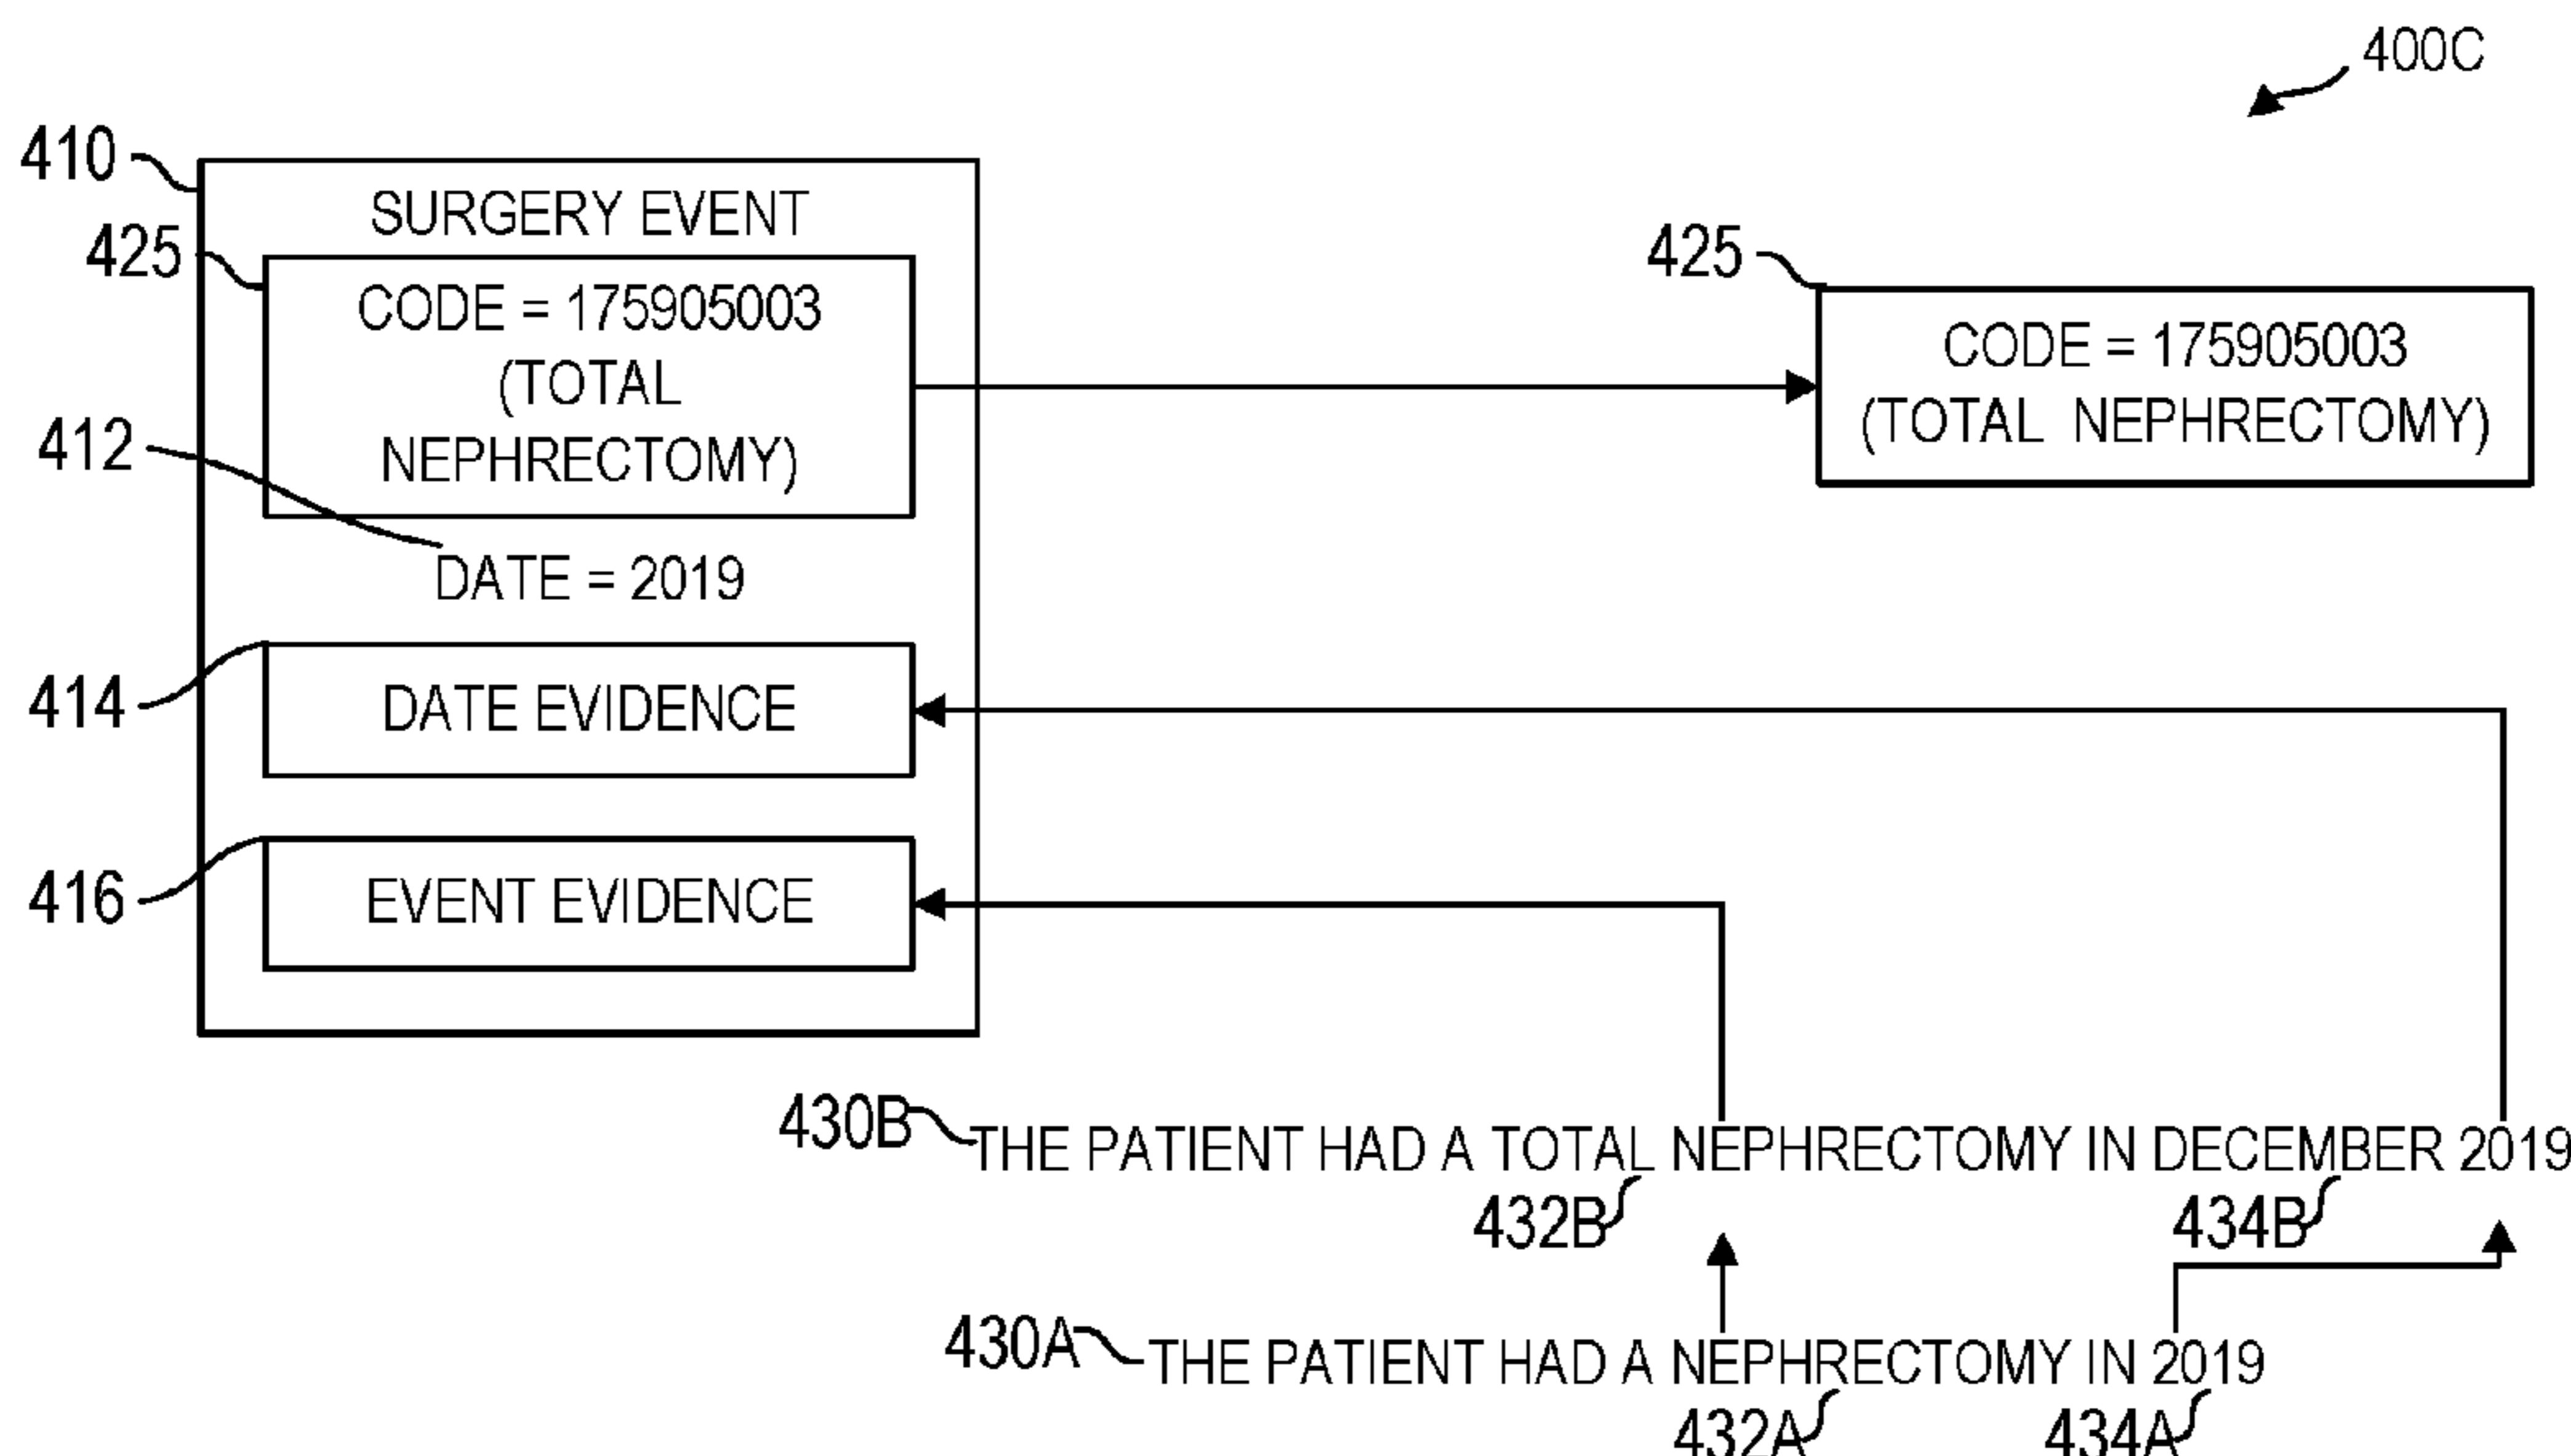 400C
410
SURGERY EVENT
425
CODE = 175905003
(TOTAL
NEPHRECTOMY)
425
CODE = 175905003
(TOTAL NEPHRECTOMY)
412
DATE = 2019
414
DATE EVIDENCE
416
EVENT EVIDENCE
430B
THE PATIENT HAD A TOTAL NEPHRECTOMY IN DECEMBER 2019
432B
434B
430A
THE PATIENT HAD A NEPHRECTOMY IN 2019
432A
434A